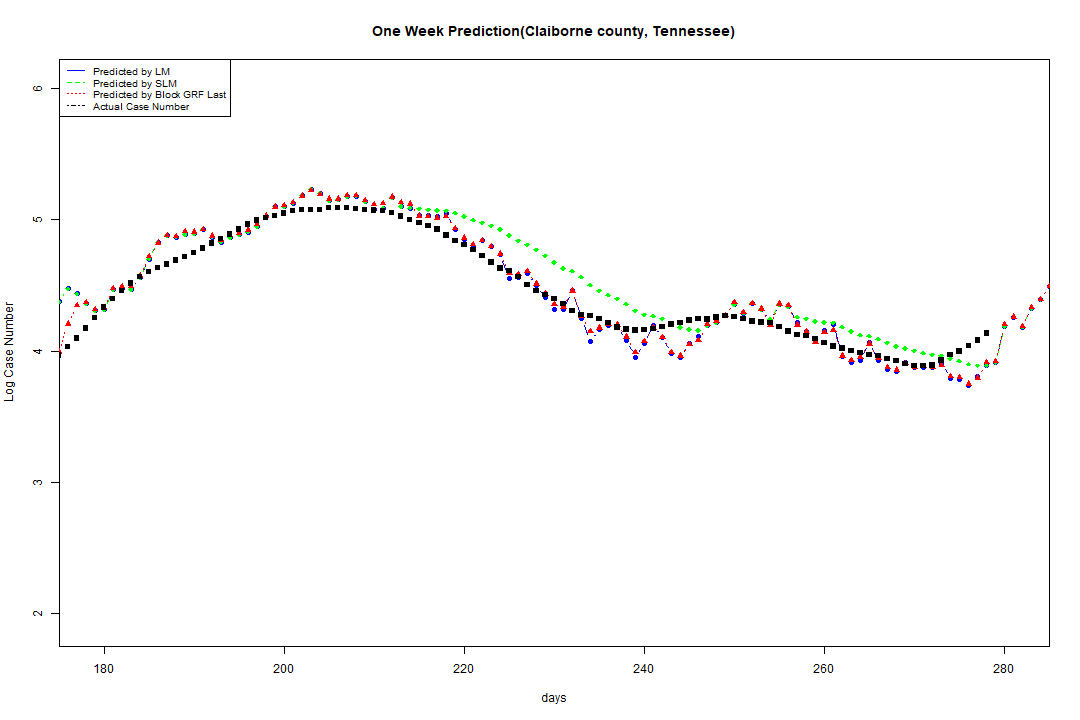 One Week Prediction(Claiborne county, Tennessee)
Predicted by LM
Predicted by SLM
Predicted by Block GRF Last
Actual Case Number
6
5
4
3
2
Log Case Number
180 200 220 240 260 280
days